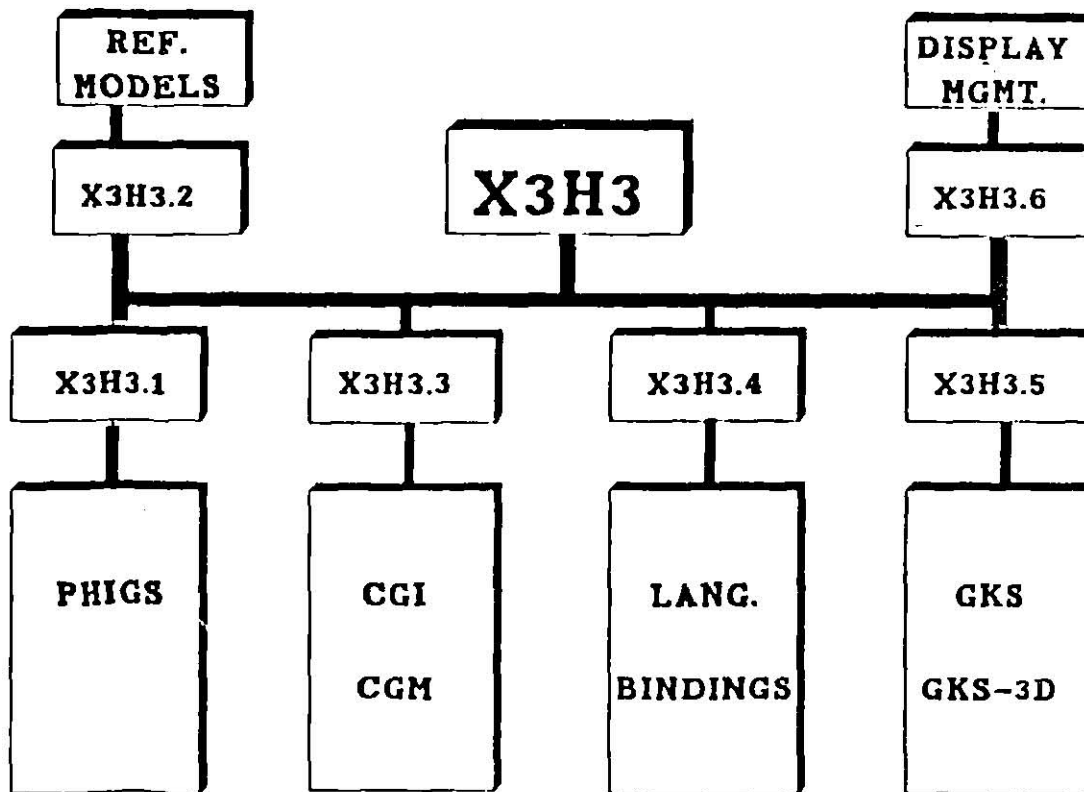 REF.
MODELS
DISPLAY
MGMT.
X3H3.2
X3H3
X3H3.6
X3H3.1
X3H3.3
X3H3.4
X3H3.5
PHIGS
CGI
CGM
LANG.
BINDINGS
GKS
GKS-3D